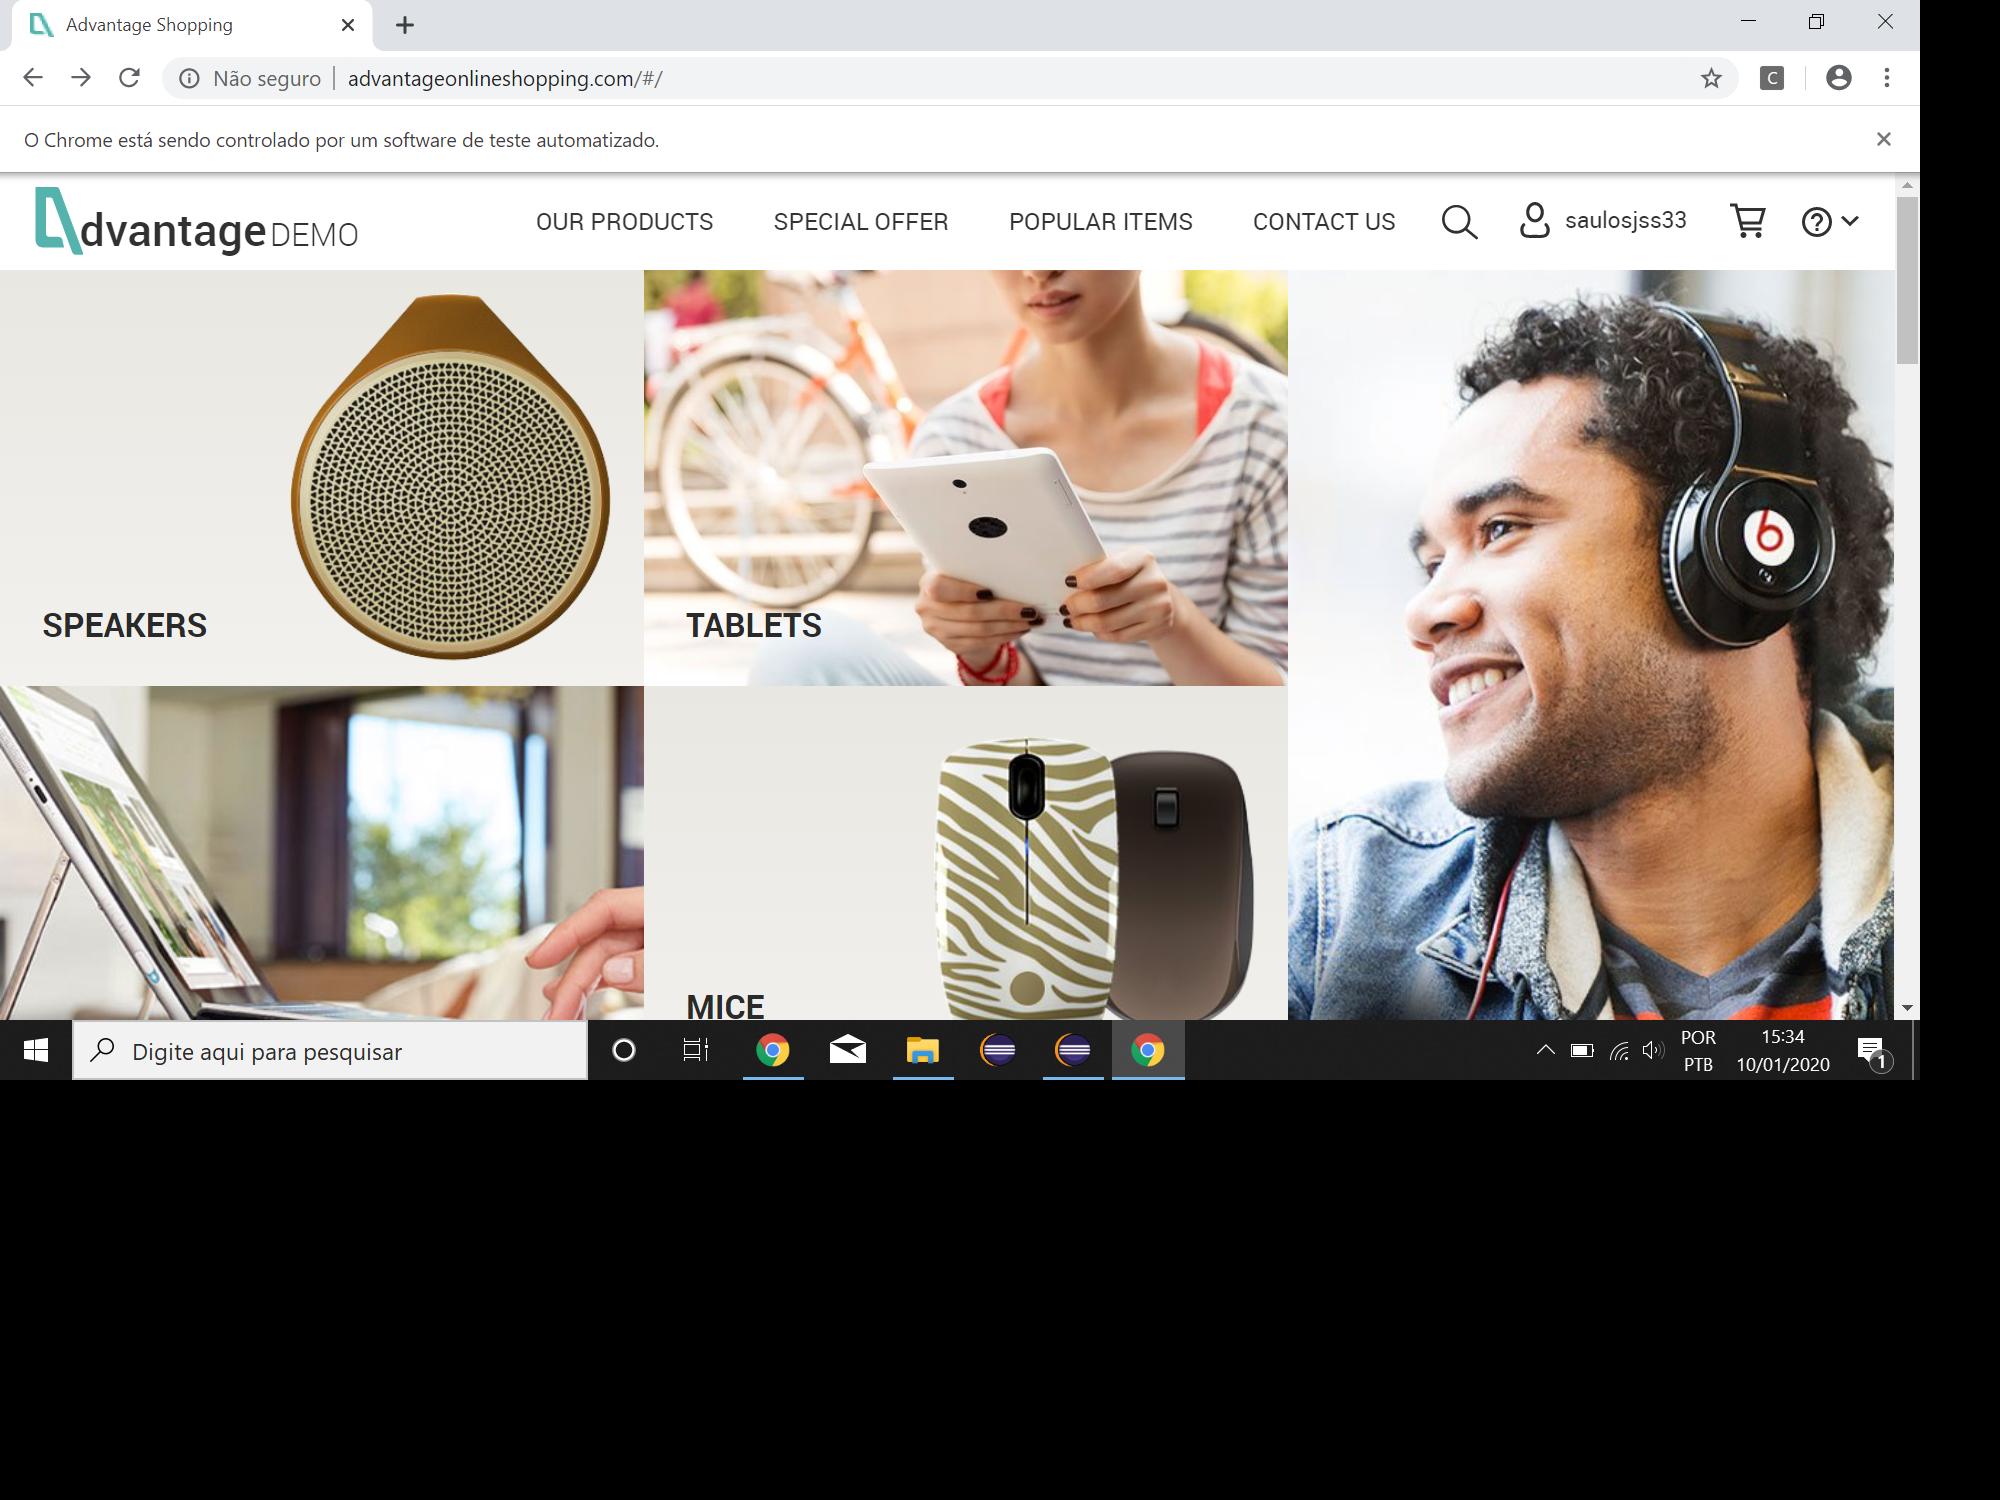 Advantage Shopping
Não seguro | advantageonlineshopping.com/#/
C
O Chrome está sendo controlado por um software de teste automatizado.
dvantage DEMO
OUR PRODUCTS
SPECIAL OFFER
POPULAR ITEMS
CONTACT US
saulosjss33
SPEAKERS
TABLETS
b
MICE
Digite aqui para pesquisar
POR
PTB
15:34
10/01/2020
1